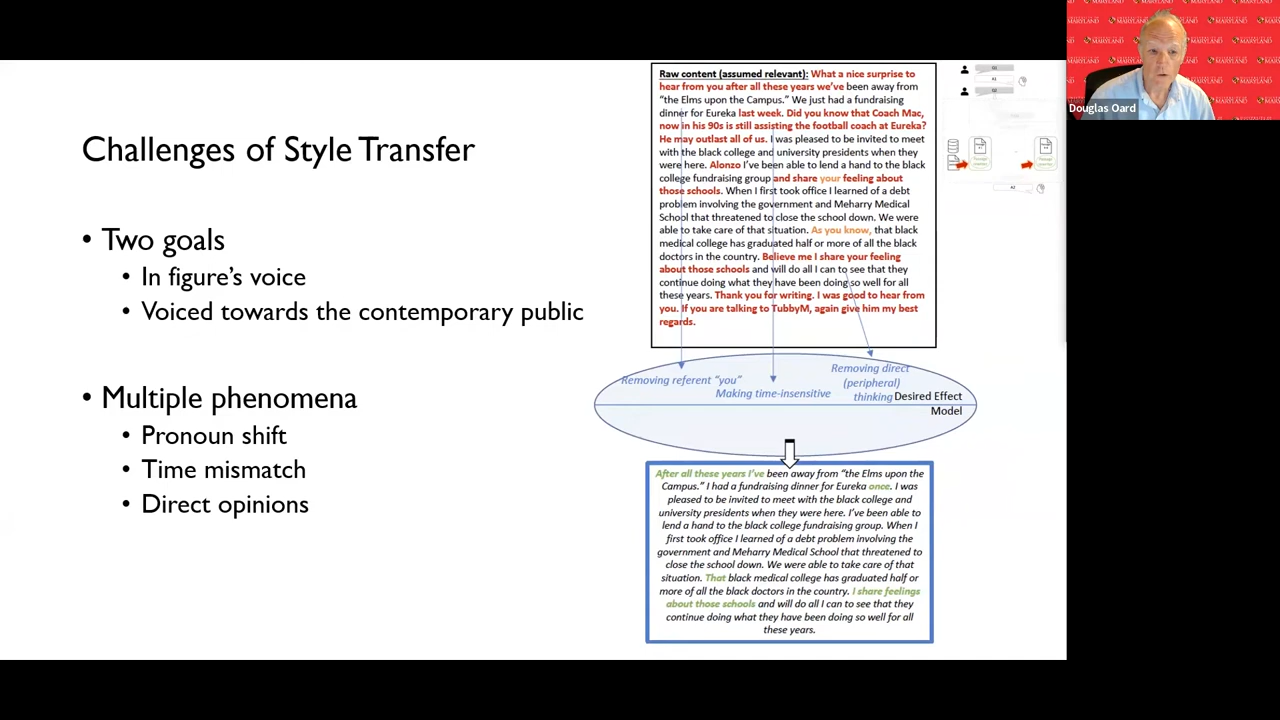 Challenges of Style Transfer
• Two goals
• In figure's voice
• Voiced towards the contemporary public
• Multiple phenomena
• Pronoun shift
• Time mismatch
• Direct opinions
Raw content (assumed relevant): What a nice surprise to
hear from you after all these years we've been away from
"the Elms upon the Campus." We just had a fundraising
dinner for Eureka last week. Did you know that Coach Mac,
now in his 90s is still assisting the football coach at Eureka?
He may outlast all of us. I was pleased to be invited to meet
with the black college and university presidents when they
were here. Alonzo I've been able to lend a hand to the black
college fundraising group and share your feeling about
those schools. When I first took office I learned of a debt
problem involving the government and Meharry Medical
School that threatened to close the school down. We were
able to take care of that situation. As you know, that black
medical college has graduated half or more of all the black
doctors in the country. Believe me I share your feeling
about those schools and will do all I can to see that they
continue doing what they have been doing so well for all
these years. Thank you for writing. I was good to hear from
you. If you are talking to TubbyM, again give him my best
regards.
Removing referent "you"
Making time-insensitive
Removing direct
(peripheral)
thinking
Desired Effect
Model
After all these years I've been away from "the Elms upon the
Campus." I had a fundraising dinner for Eureka once. I was
pleased to be invited to meet with the black college and
university presidents when they were here. I've been able to
lend a hand to the black college fundraising group. When I
first took office I learned of a debt problem involving the
government and Meharry Medical School that threatened to
close the school down. We were able to take care of that
situation. That black medical college has graduated half or
more of all the black doctors in the country. I share feelings
about those schools and will do all I can to see that they
continue doing what they have been doing so well for all
these years.
Douglas Oard
MARYLAND